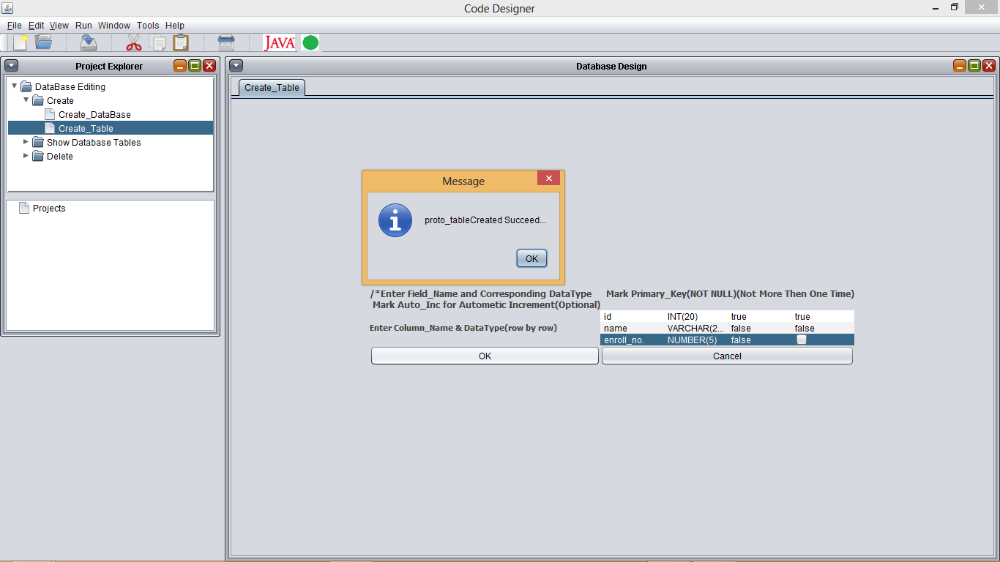 Code Designer
File Edit View Run Window Tools Help
JAVA
Project Explorer
DataBase Editing
Create
Create_DataBase
Create_Table
Show Database Tables
Delete
Projects
Database Design
Create_Table
Message
proto_tableCreated Succeed...
OK
/*Enter Field_Name and Corresponding DataType Mark Primary_Key(NOT NULL)(Not More Then One Time)
Mark Auto_Inc for Autometic Increment(Optional)
Enter Column_Name & DataType(row by row)
id INT(20) true true
name VARCHAR(2... false false
enroll_no. NUMBER(5) false
OK Cancel